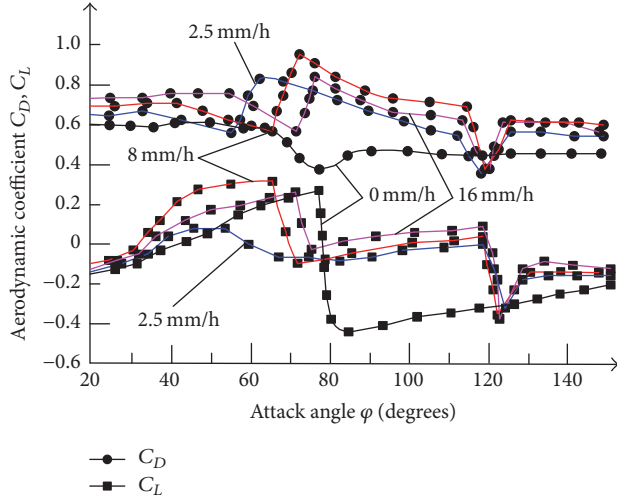 2.5 mm/h
1.0
0.8
0.6
0.4
0.2
0
−0.2
−0.4
−0.6
Aerodynamic coefficient C_D, C_L
8 mm/h
0 mm/h
16 mm/h
2.5 mm/h
20 40 60 80 100 120 140
Attack angle φ (degrees)
C_D
C_L